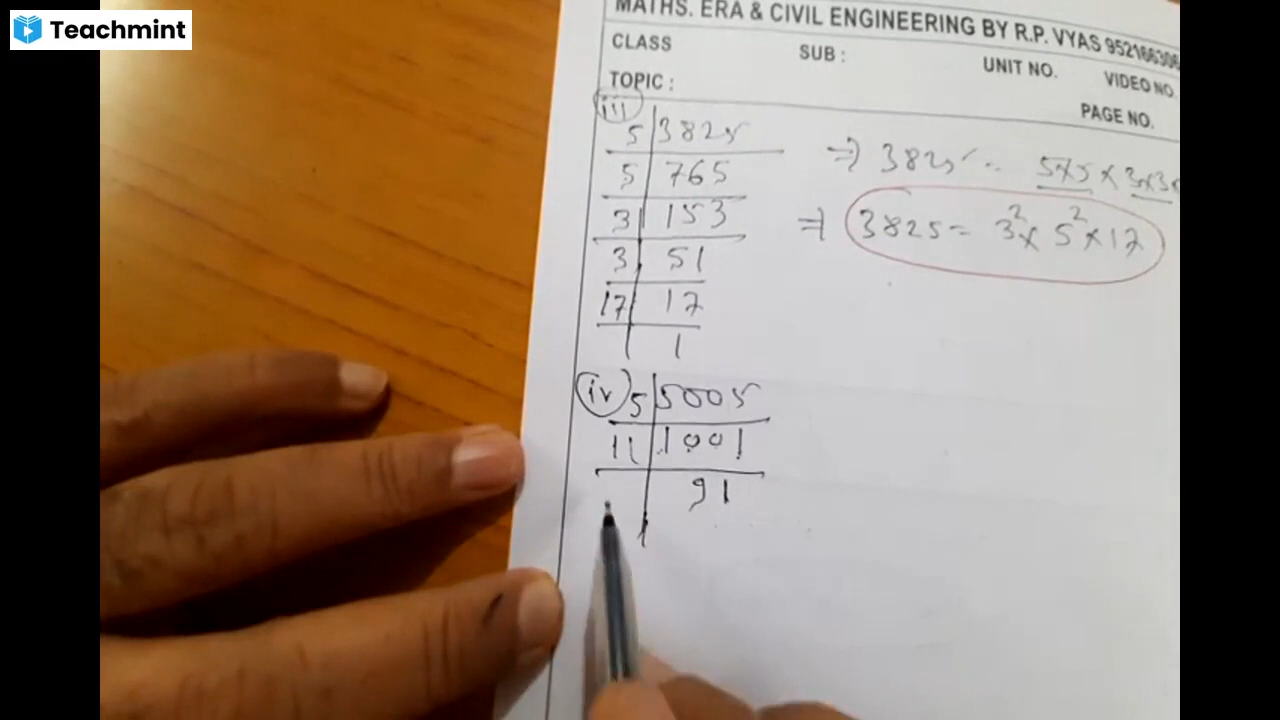 Teachmint
MATHS. ERA & CIVIL ENGINEERING BY R.P. VYAS 952166306
CLASS SUB : UNIT NO. VIDEO NO.
TOPIC : PAGE NO.
iii
5 3825 ⇒ 3825 = 5×5×3×3×
5 765
3 153 ⇒ 3825 = 3²×5²×17
3 51
17 17
1
iv 5 5005
11 1001
91